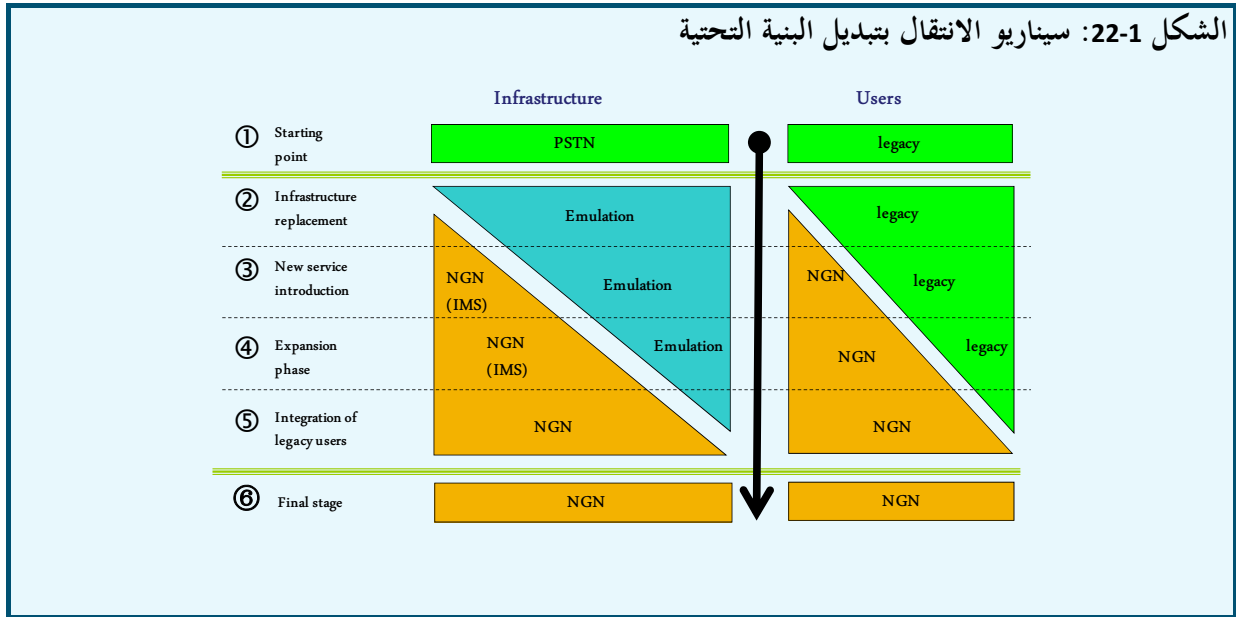 الشكل 1-22: سيناريو الانتقال بتبديل البنية التحتية
Infrastructure
Users
① Starting
point
PSTN
legacy
② Infrastructure
replacement
Emulation
legacy
③ New service
introduction
NGN
(IMS)
Emulation
NGN
legacy
④ Expansion
phase
NGN
(IMS)
Emulation
NGN
legacy
⑤ Integration of
legacy users
NGN
NGN
⑥ Final stage
NGN
NGN